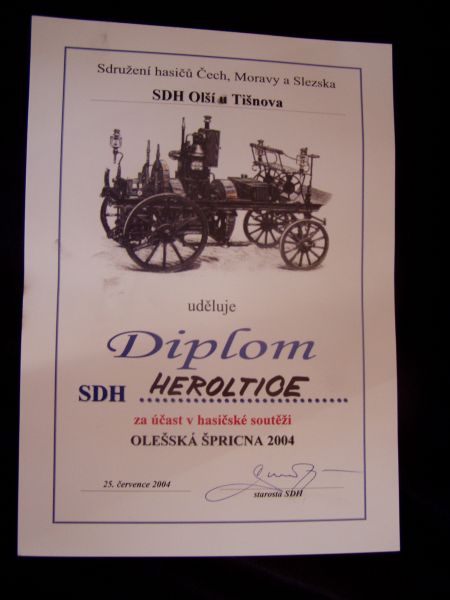 Sdružení hasičů Čech, Moravy a Slezska
SDH Olší u Tišnova
uděluje
Diplom
SDH HEROLTICE
za účast v hasičské soutěži
OLEŠSKÁ ŠPRICNA 2004
25. července 2004
starosta SDH